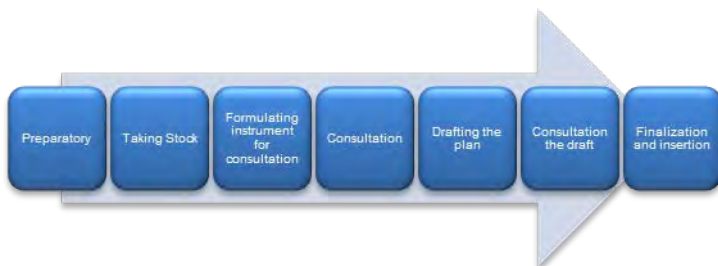 Preparatory
Taking Stock
Formulating
instrument
for
consultation
Consultation
Drafting the
plan
Consultation
the draft
Finalization
and insertion